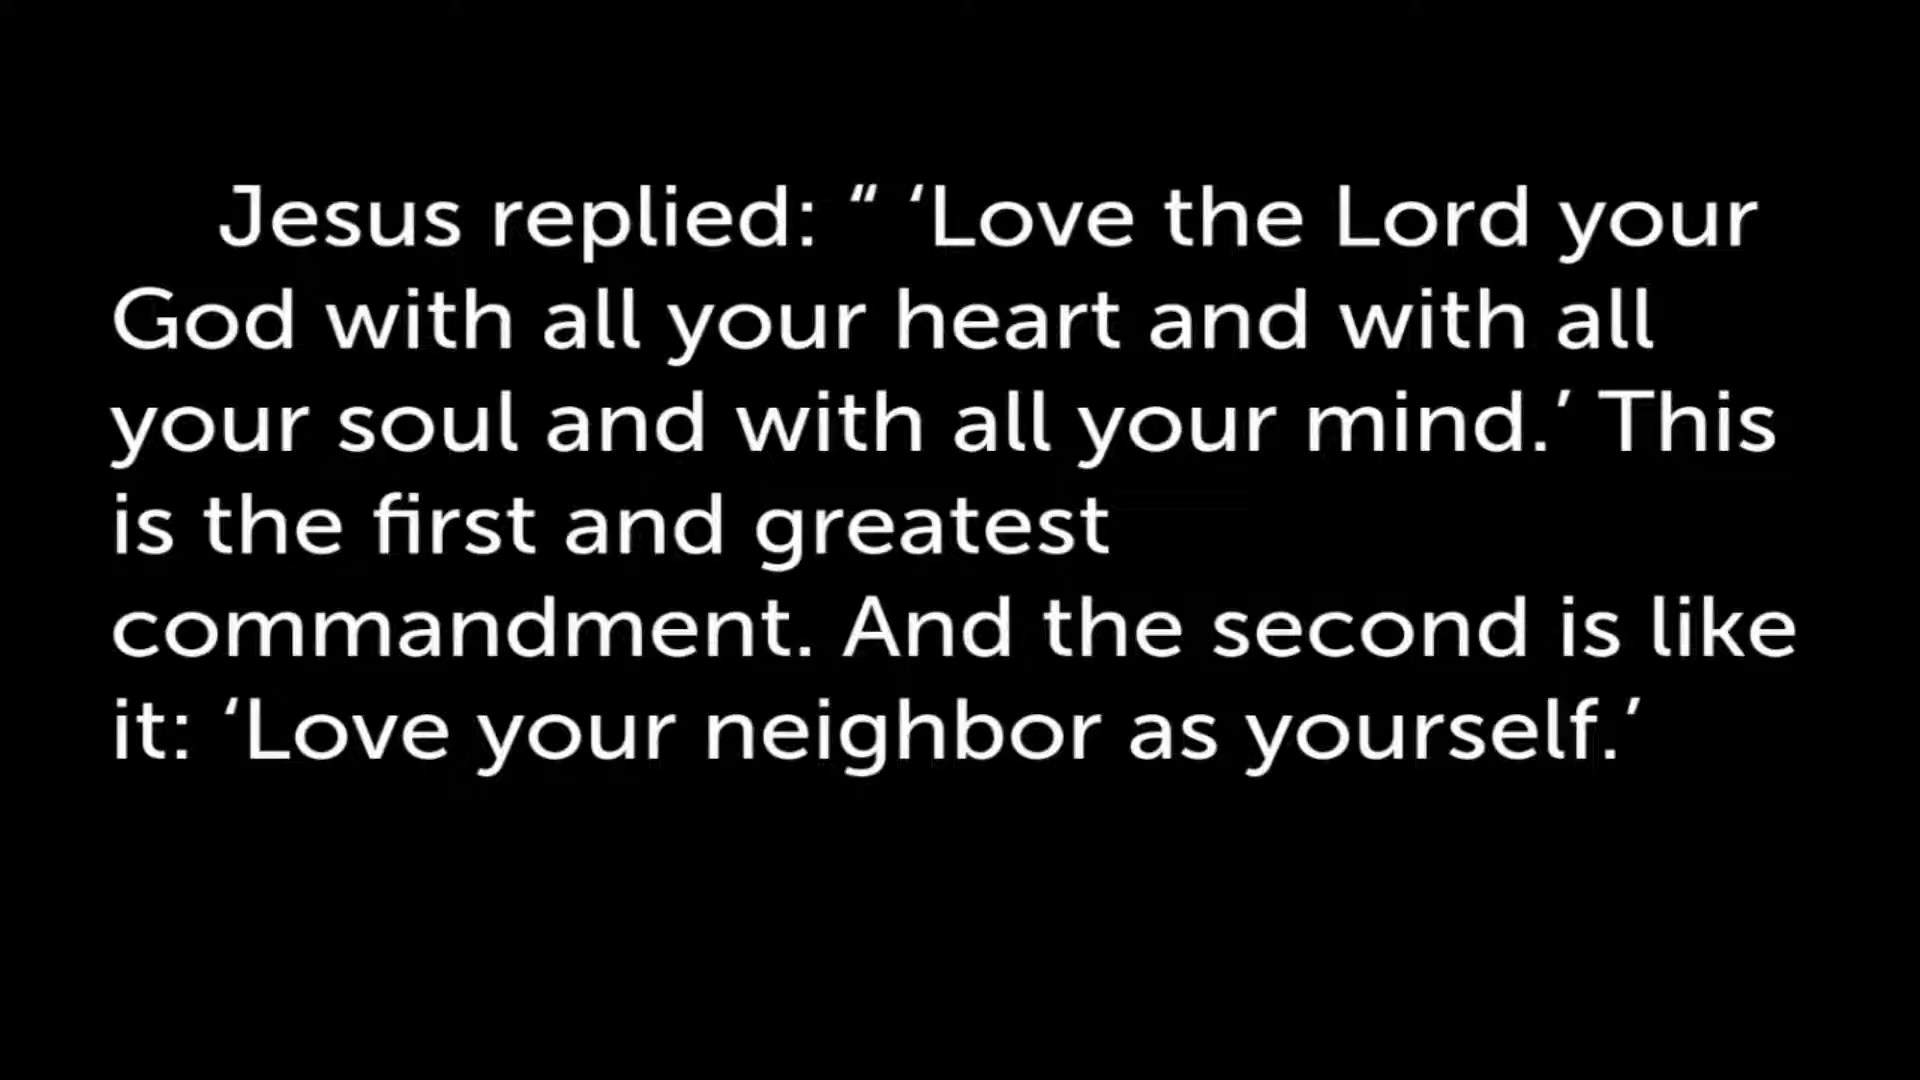 Jesus replied: “ ‘Love the Lord your
God with all your heart and with all
your soul and with all your mind.’ This
is the first and greatest
commandment. And the second is like
it: ‘Love your neighbor as yourself.’